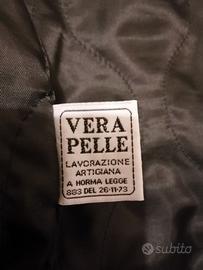 VERA
PELLE
LAVORAZIONE
ARTIGIANA
A NORMA LEGGE
883 DEL 26-11-73
subito